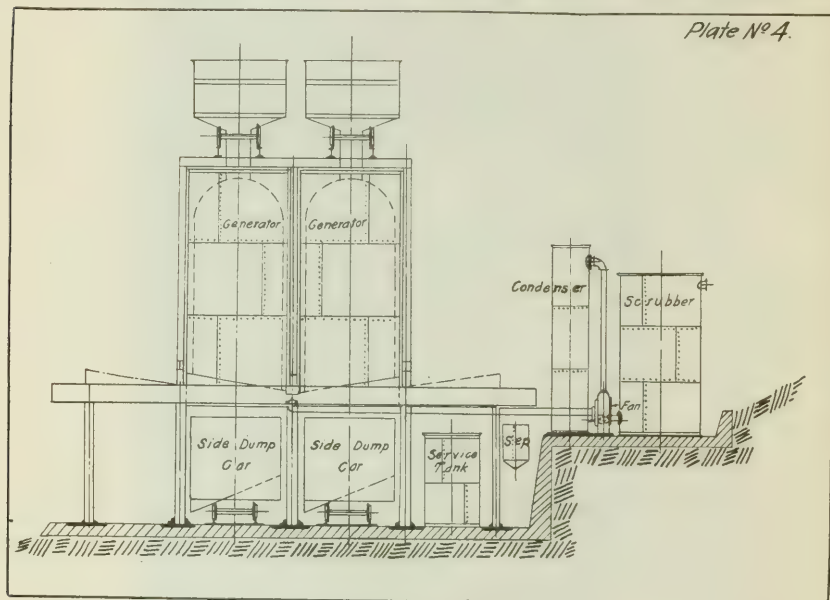 Plate Nº 4.
Generator
Generator
Condenser
Scrubber
Fan
Side Dump
Car
Side Dump
Car
Service
Tank
Sep